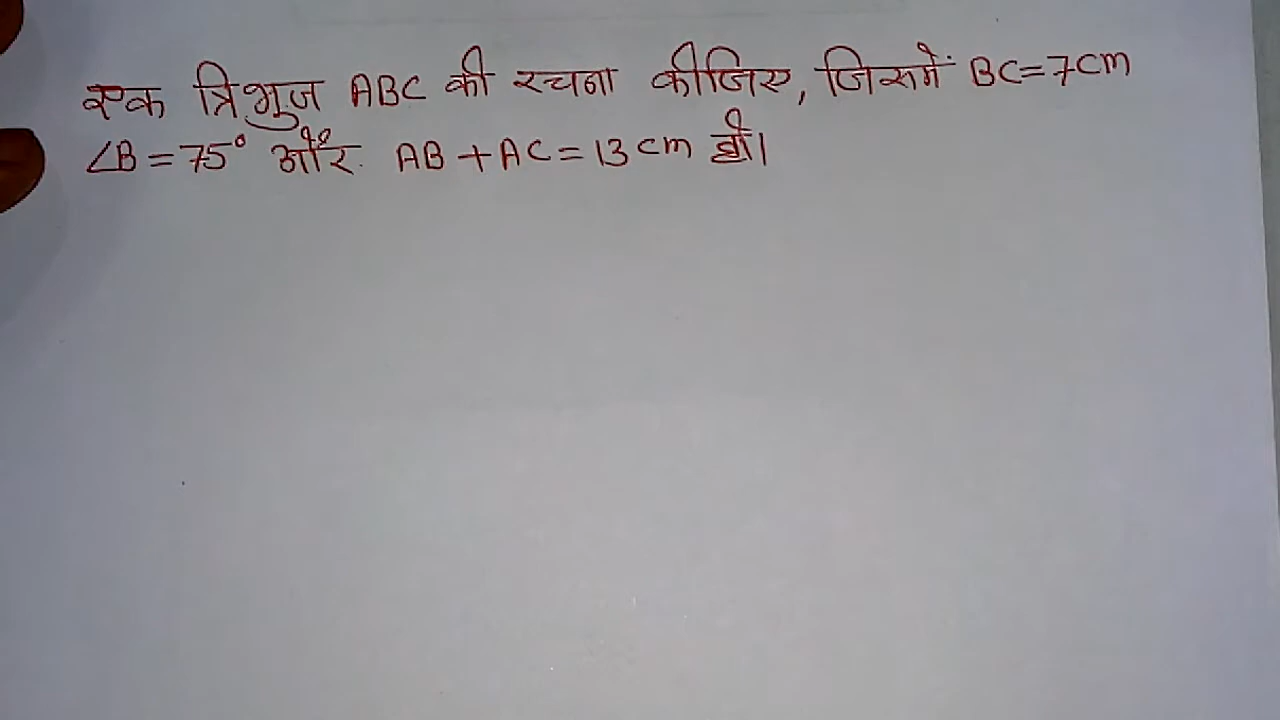 एक त्रिभुज ABC की रचना कीजिए, जिसमें BC=7cm
∠B=75° और AB+AC=13cm हो।